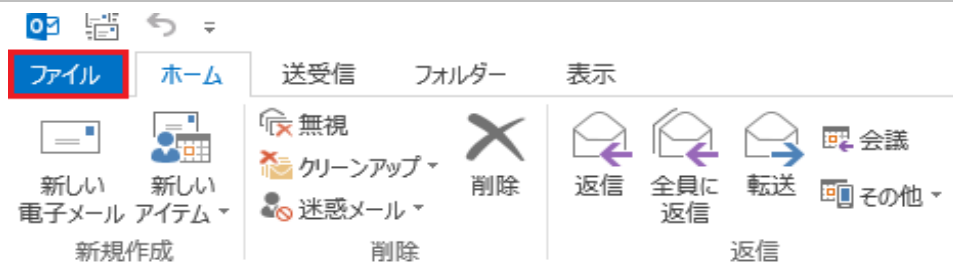 ファイル ホーム 送受信 フォルダー 表示
新しい
電子メール
新しい
アイテム
無視
クリーンアップ
迷惑メール
削除
返信
全員に
返信
転送
会議
その他
新規作成 削除 返信